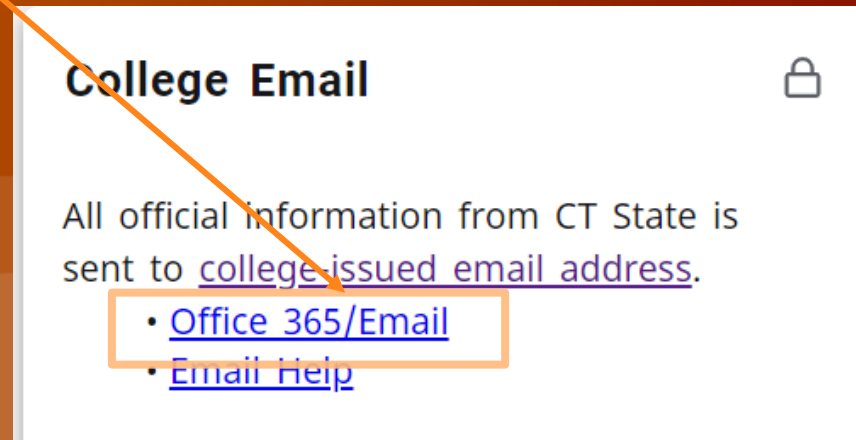 College Email
All official information from CT State is
sent to college-issued email address.
• Office 365/Email
• Email Help